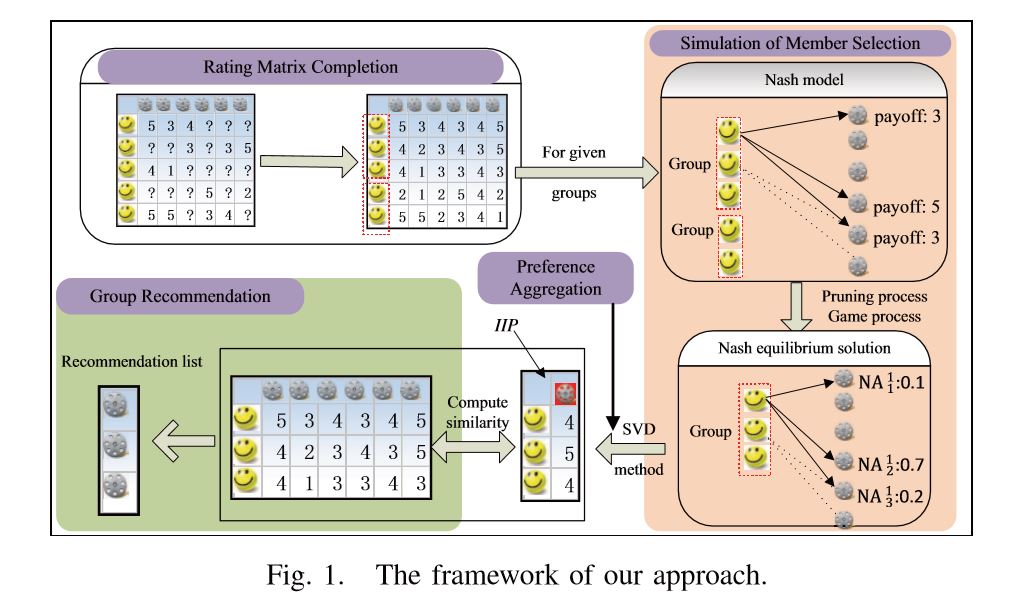 Rating Matrix Completion
5 3 4 ? ? ?
? ? 3 ? 3 5
4 1 ? ? ? ?
? ? ? 5 ? 2
5 5 ? 3 4 ?
5 3 4 3 4 5
4 2 3 4 3 5
4 1 3 3 4 3
2 1 2 5 4 2
5 5 2 3 4 1
For given
groups
Simulation of Member Selection
Nash model
Group
Group
payoff: 3
payoff: 5
payoff: 3
Pruning process
Game process
Nash equilibrium solution
Group
NA 1 1 :0.1
NA 1 2 :0.7
NA 1 3 :0.2
Preference
Aggregation
SVD
method
IIP
4
5
4
Compute
similarity
Group Recommendation
5 3 4 3 4 5
4 2 3 4 3 5
4 1 3 3 4 3
Recommendation list
Fig. 1. The framework of our approach.